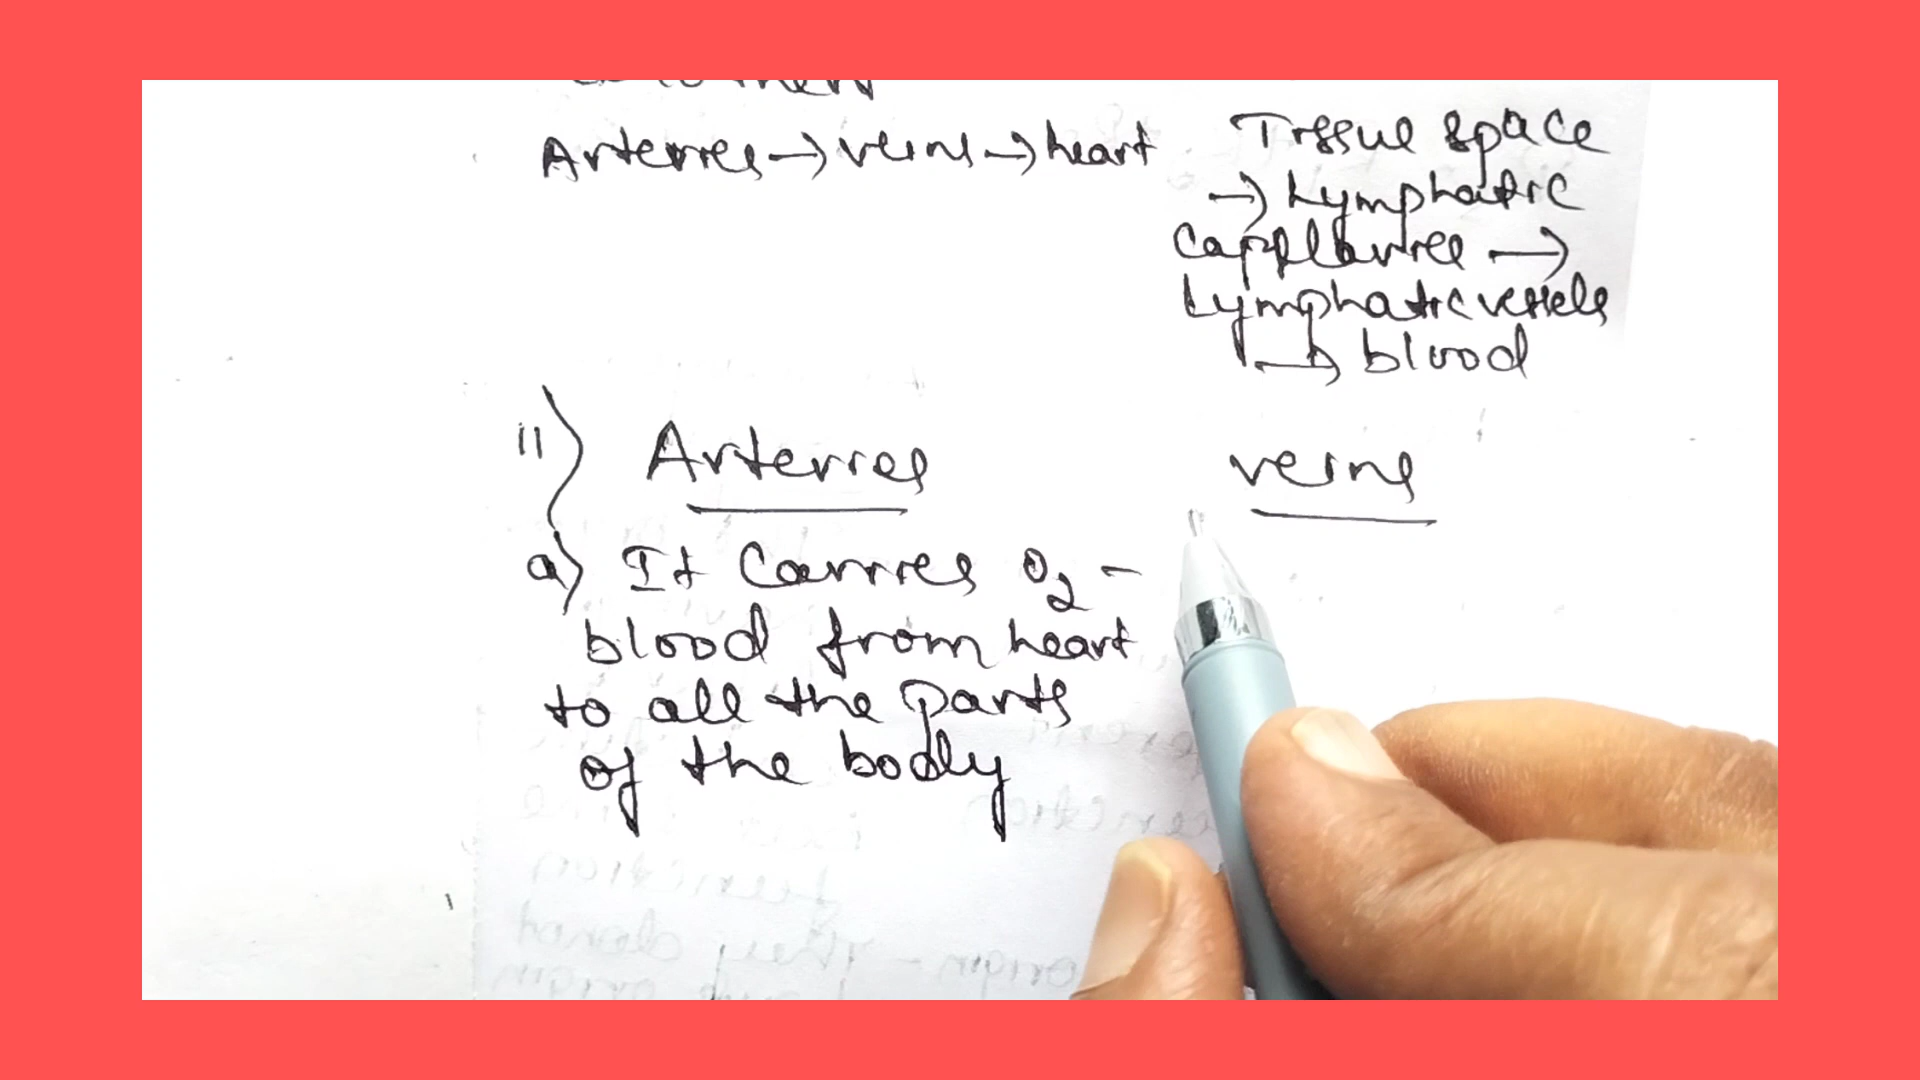 Arteries → veins → heart
Tissue space
→ Lymphatic
Capillaries →
Lymphatic vessels
→ blood
ii) Arteries
veins
a) It Carries O2 -
blood from heart
to all the parts
of the body